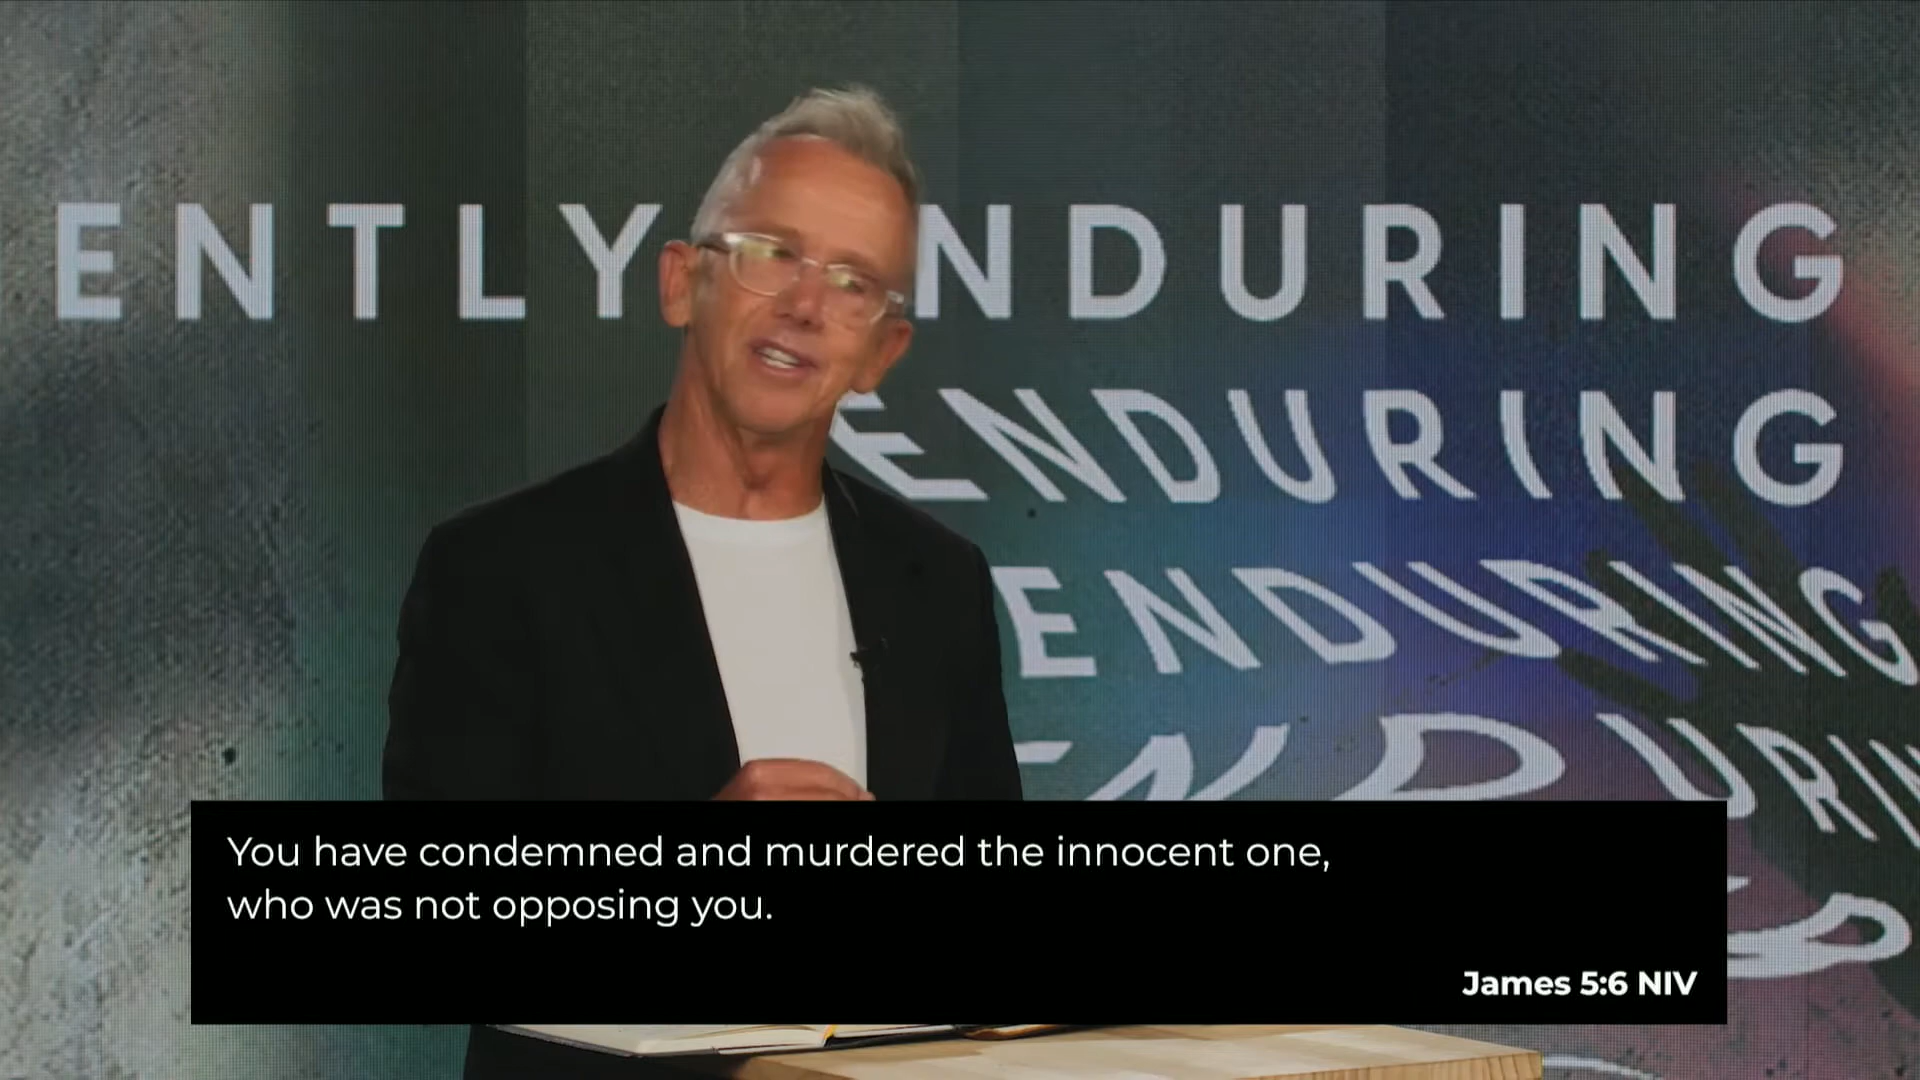 ENTLY ENDURING
ENDURING
ENDURING
ENDURIN
You have condemned and murdered the innocent one,
who was not opposing you.
James 5:6 NIV